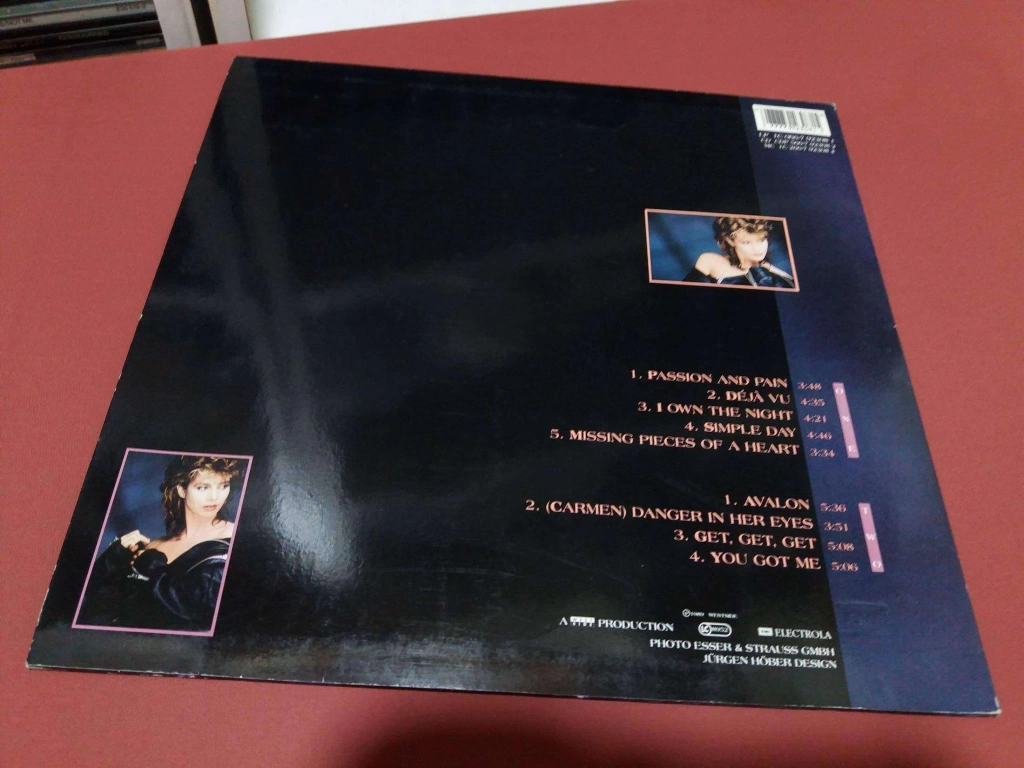 1. PASSION AND PAIN 3:48
2. DÉJÀ VU 4:35
3. I OWN THE NIGHT 4:21
4. SIMPLE DAY 4:46
5. MISSING PIECES OF A HEART 3:34
ONE
1. AVALON 5:36
2. (CARMEN) DANGER IN HER EYES 3:51
3. GET, GET, GET 5:08
4. YOU GOT ME 5:06
TWO
A PRODUCTION
ELECTROLA
PHOTO ESSER & STRAUSS GMBH
JÜRGEN HÖBER DESIGN